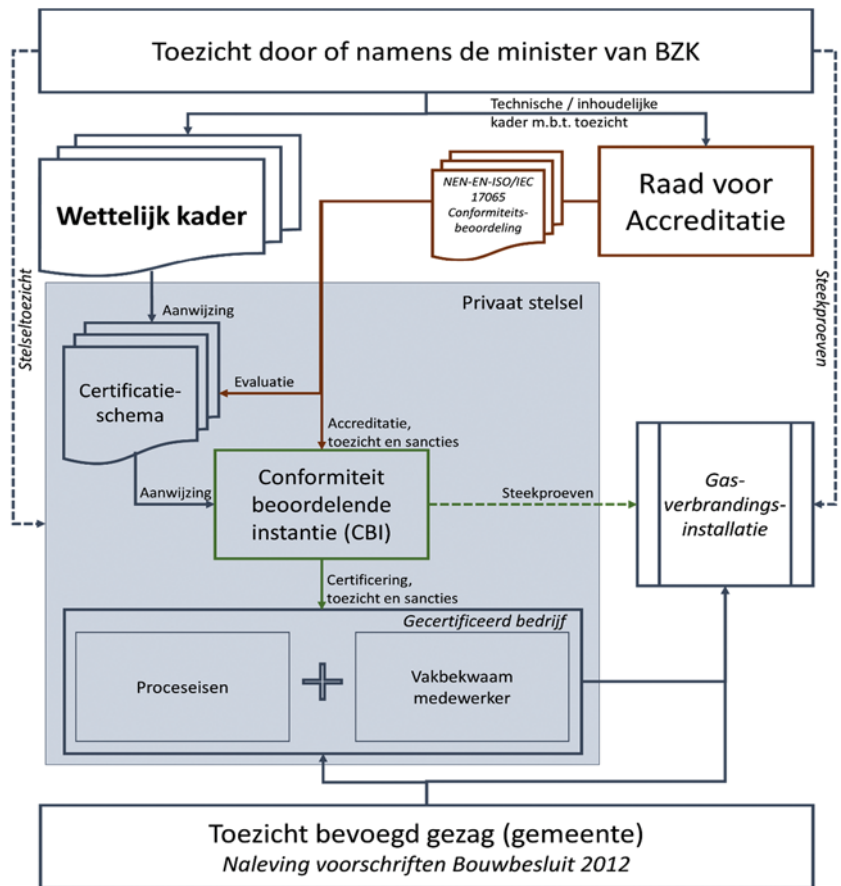 Toezicht door of namens de minister van BZK
Technische / inhoudelijke
kader m.b.t. toezicht
Wettelijk kader
NEN-EN-ISO/IEC
17065
Conformiteits-
beoordeling
Raad voor
Accreditatie
Stelseltoezicht
Steekproeven
Privaat stelsel
Aanwijzing
Certificatie-
schema
Evaluatie
Accreditatie,
toezicht en sancties
Aanwijzing
Conformiteit
beoordelende
instantie (CBI)
Steekproeven
Gas-
verbrandings-
installatie
Certificering,
toezicht en sancties
Gecertificeerd bedrijf
Proceseisen
Vakbekwaam
medewerker
Toezicht bevoegd gezag (gemeente)
Naleving voorschriften Bouwbesluit 2012